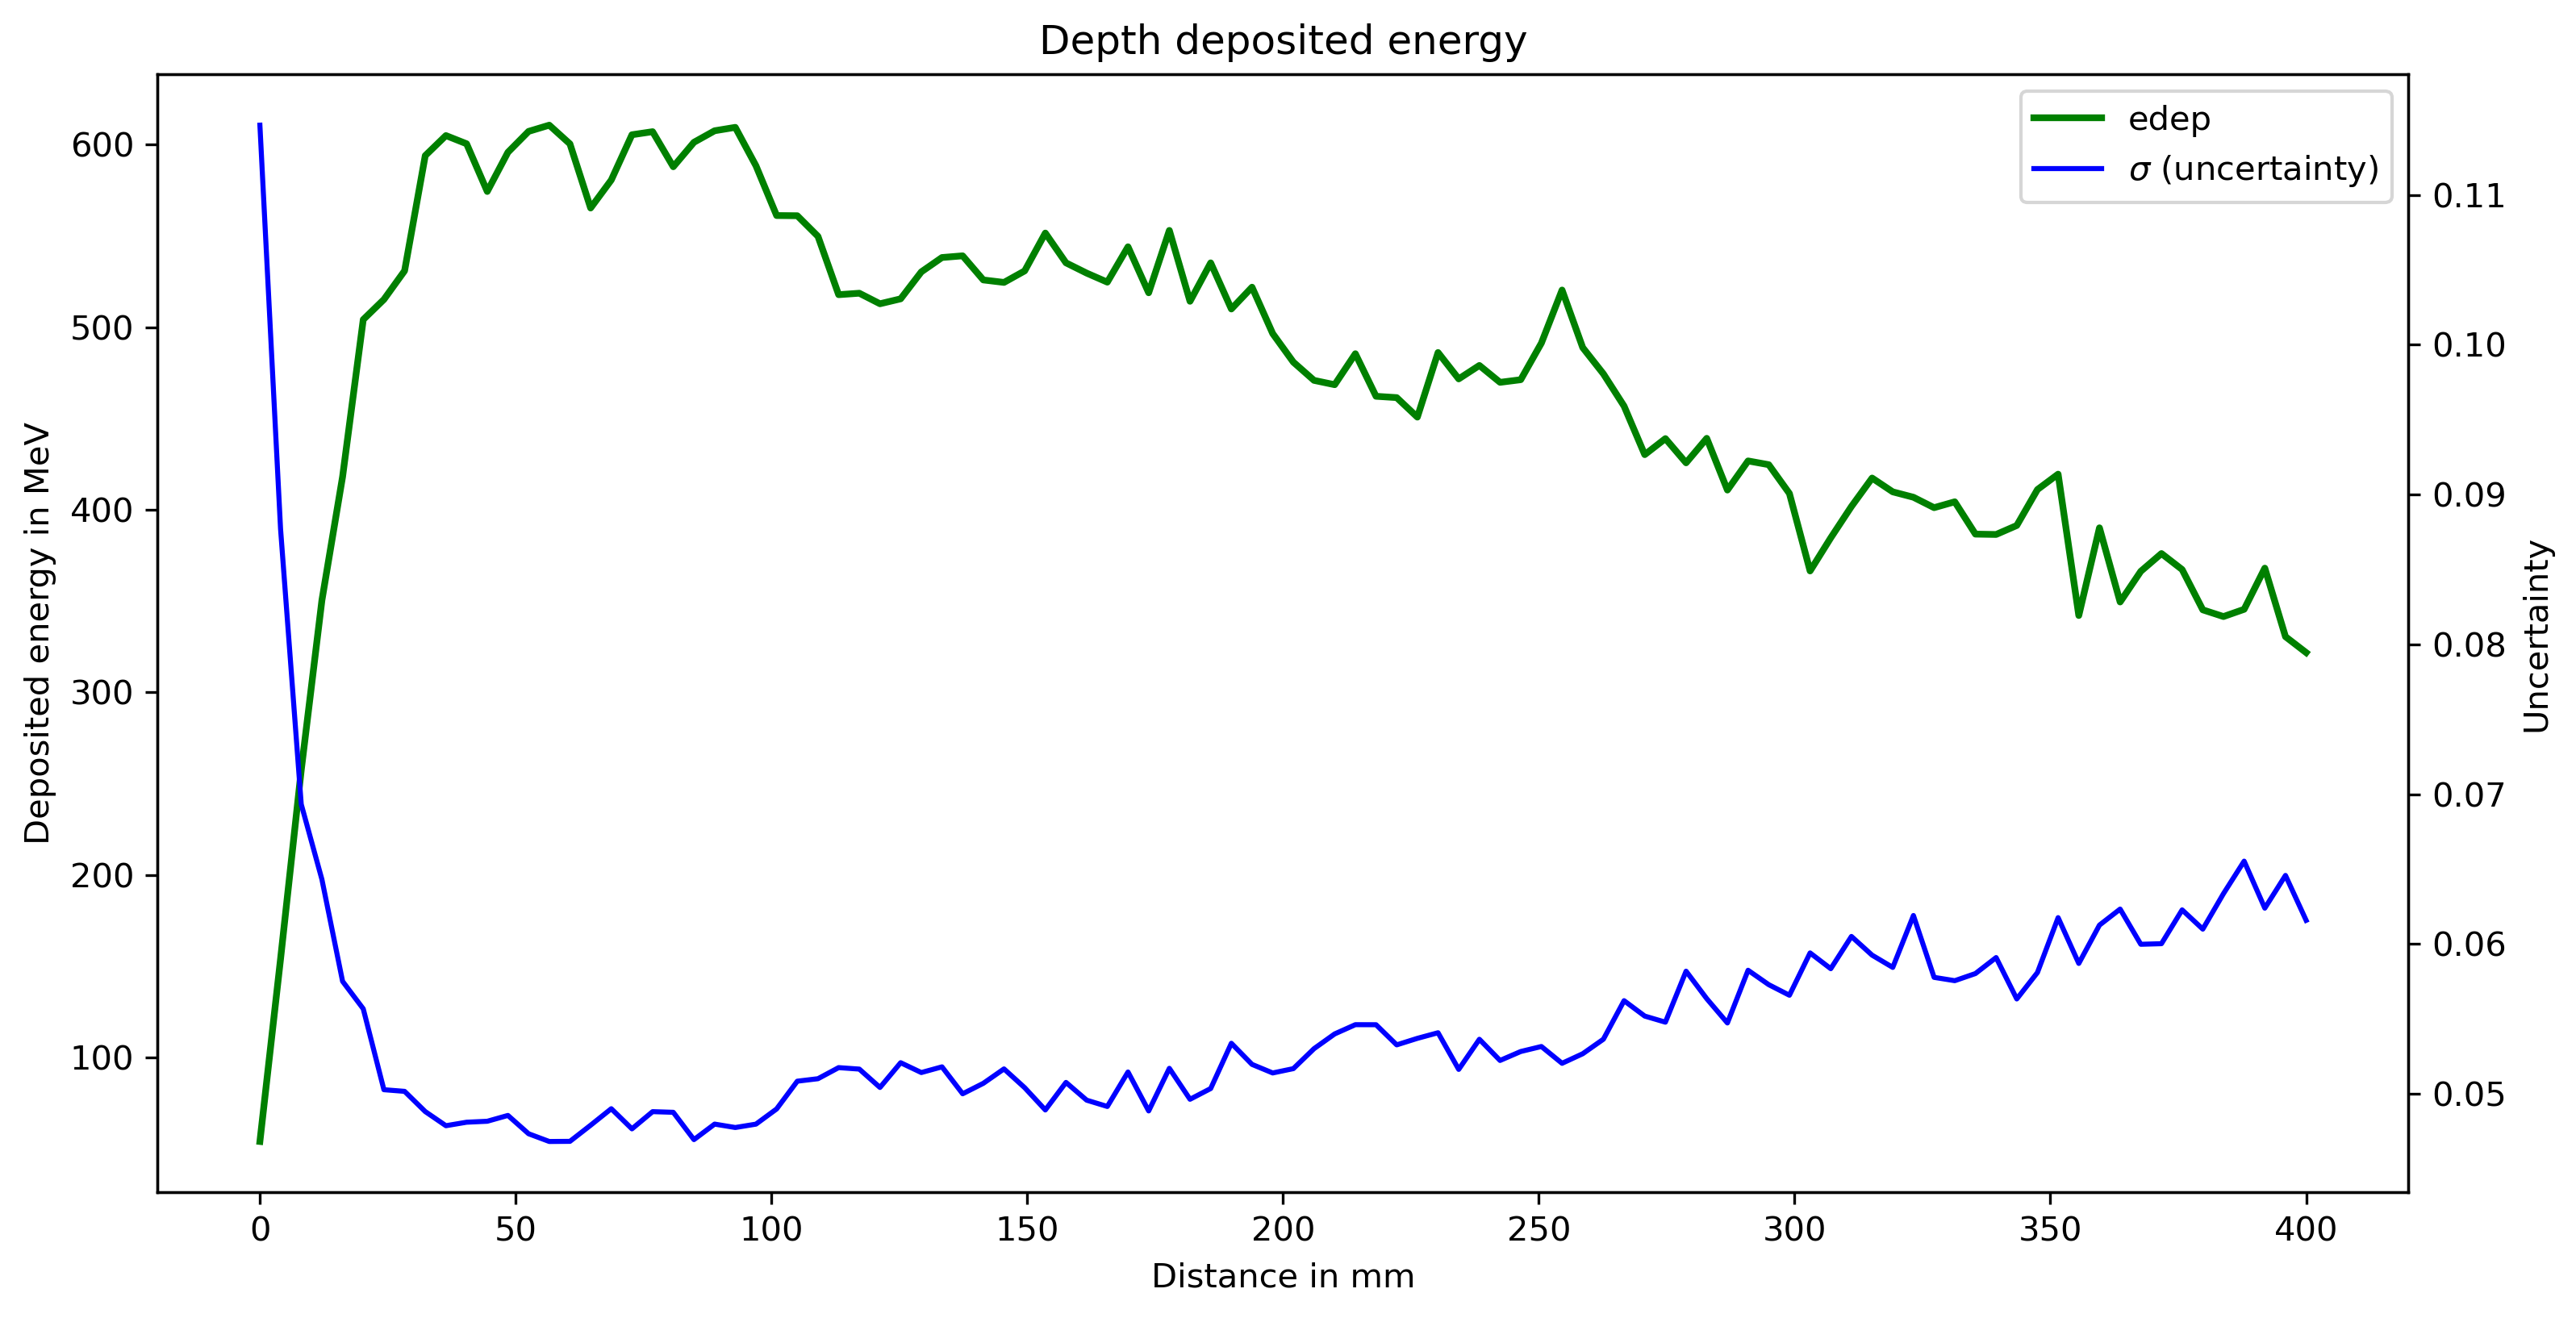 Depth deposited energy
edep
σ (uncertainty)
Deposited energy in MeV
600
500
400
300
200
100
0.11
0.10
0.09
0.08
0.07
0.06
0.05
Uncertainty
0 50 100 150 200 250 300 350 400
Distance in mm